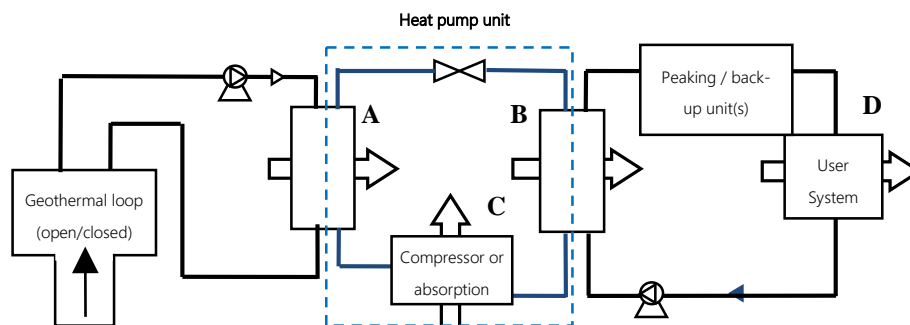 Heat pump unit
A
B
Peaking / back-
up unit(s)
D
User
System
Geothermal loop
(open/closed)
C
Compressor or
absorption